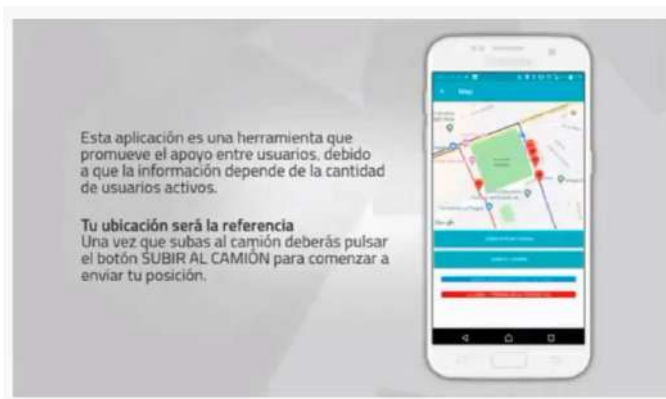 Esta aplicación es una herramienta que
promueve el apoyo entre usuarios, debido
a que la información depende de la cantidad
de usuarios activos.
Tu ubicación será la referencia
Una vez que subas al camión deberás pulsar
el botón SUBIR AL CAMIÓN para comenzar a
enviar tu posición.
Map